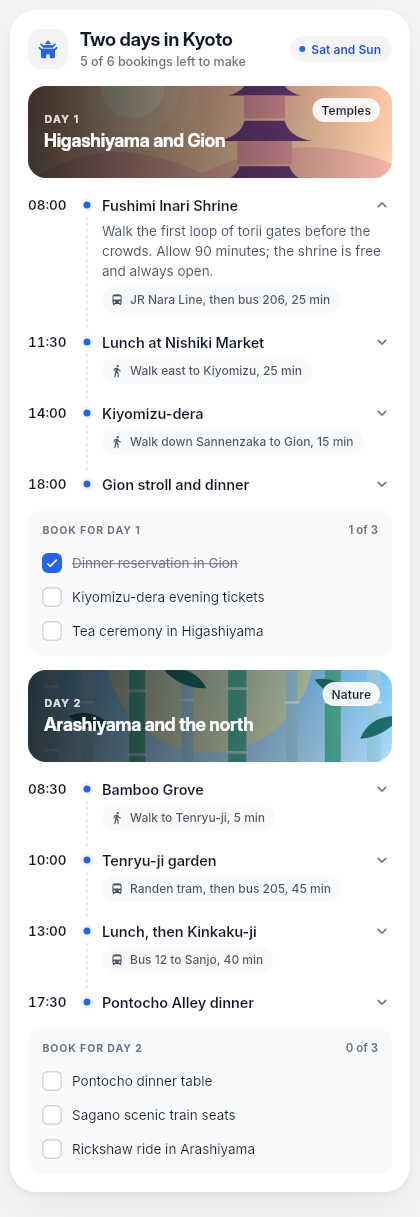 Two days in Kyoto
5 of 6 bookings left to make
Sat and Sun
DAY 1
Higashiyama and Gion
Temples
08:00
Fushimi Inari Shrine
Walk the first loop of torii gates before the
crowds. Allow 90 minutes; the shrine is free
and always open.
JR Nara Line, then bus 206, 25 min
11:30
Lunch at Nishiki Market
Walk east to Kiyomizu, 25 min
14:00
Kiyomizu-dera
Walk down Sannenzaka to Gion, 15 min
18:00
Gion stroll and dinner
BOOK FOR DAY 1
1 of 3
Dinner reservation in Gion
Kiyomizu-dera evening tickets
Tea ceremony in Higashiyama
DAY 2
Arashiyama and the north
Nature
08:30
Bamboo Grove
Walk to Tenryu-ji, 5 min
10:00
Tenryu-ji garden
Randen tram, then bus 205, 45 min
13:00
Lunch, then Kinkaku-ji
Bus 12 to Sanjo, 40 min
17:30
Pontocho Alley dinner
BOOK FOR DAY 2
0 of 3
Pontocho dinner table
Sagano scenic train seats
Rickshaw ride in Arashiyama